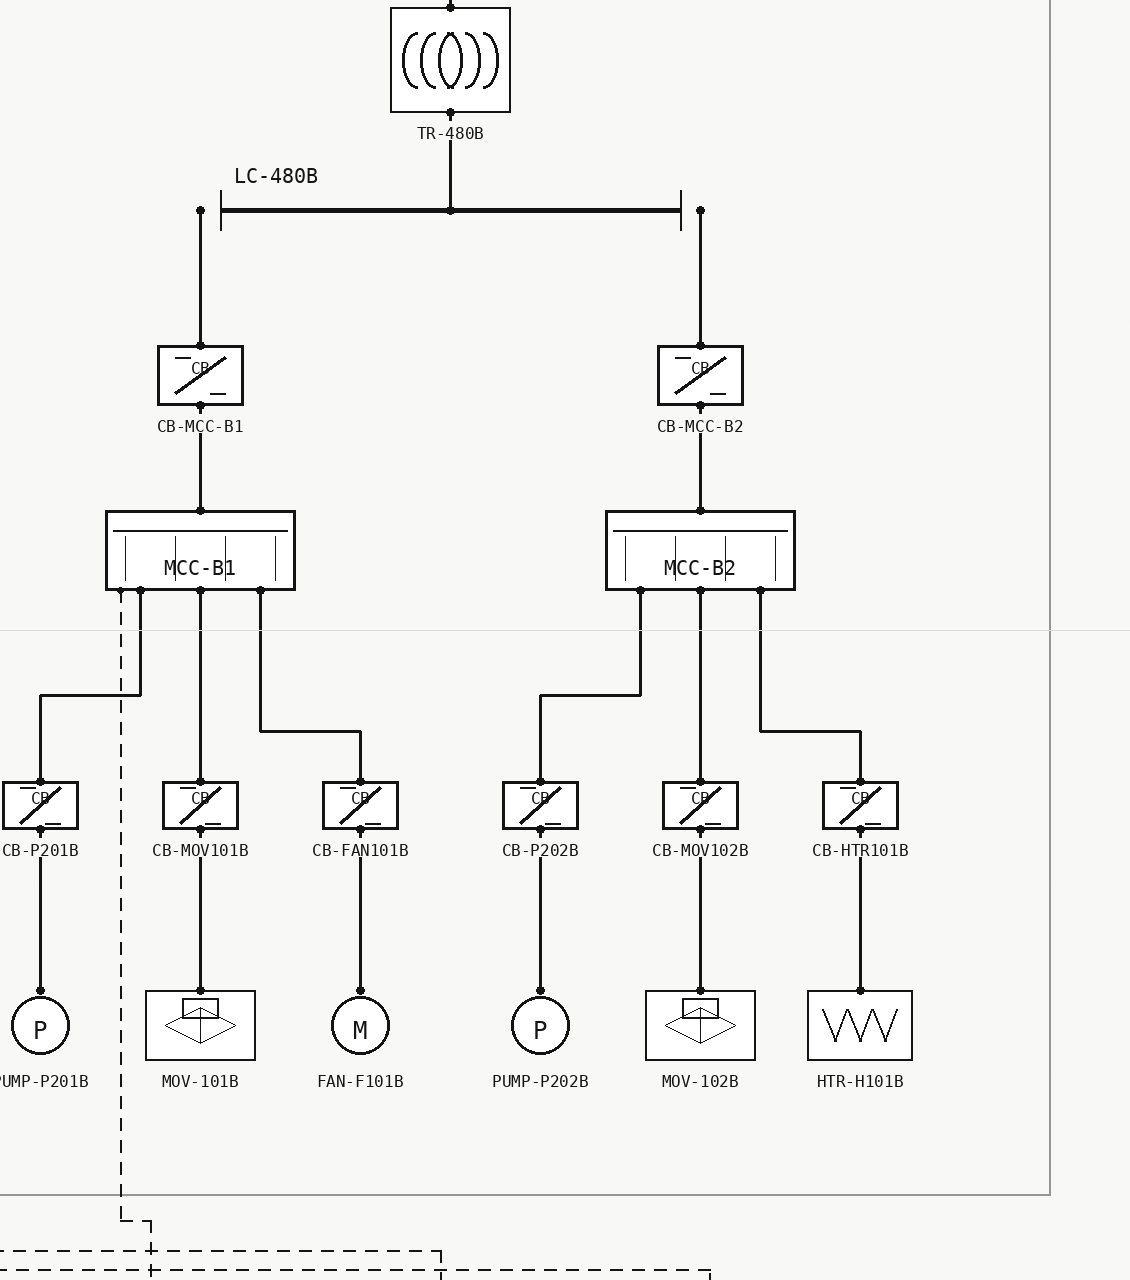 TR-480B
LC-480B
CB CB
CB-MCC-B1 CB-MCC-B2
MCC-B1 MCC-B2
CB CB CB CB CB CB
CB-P201B CB-MOV101B CB-FAN101B CB-P202B CB-MOV102B CB-HTR101B
P M P
PUMP-P201B MOV-101B FAN-F101B PUMP-P202B MOV-102B HTR-H101B